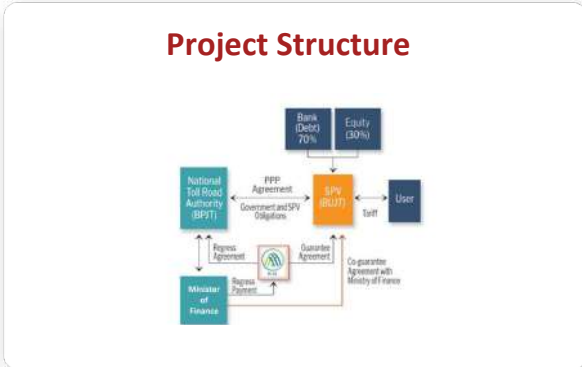 Project Structure
Bank
(Debt)
70%
Equity
(30%)
National
Toll Road
Authority
(BPJT)
PPP
Agreement
Government and SPV
Obligations
SPV
(BUJT)
Tariff
User
Regress
Agreement
Guarantee
Agreement
Co-guarantee
Agreement with
Ministry of Finance
Minister
of
Finance
Regress
Payment